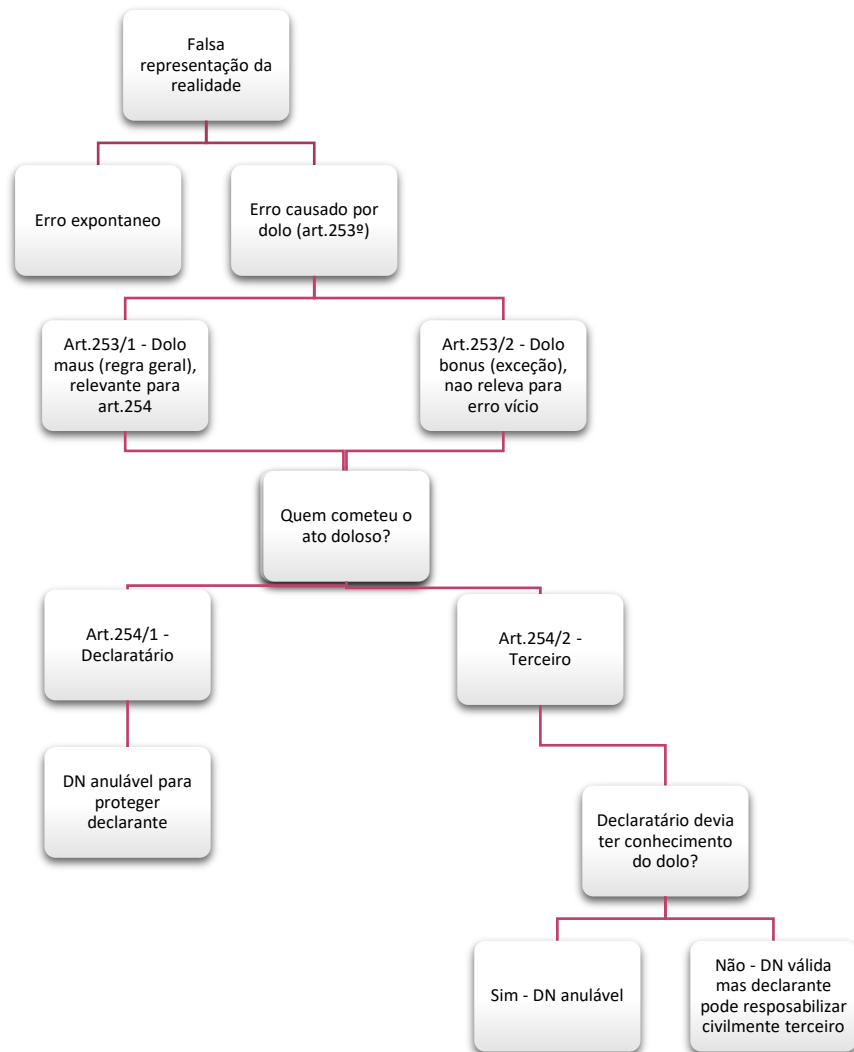 Falsa
representação da
realidade
Erro expontaneo
Erro causado por
dolo (art.253º)
Art.253/1 - Dolo
maus (regra geral),
relevante para
art.254
Art.253/2 - Dolo
bonus (exceção),
nao releva para
erro vício
Quem cometeu o
ato doloso?
Art.254/1 -
Declaratário
Art.254/2 -
Terceiro
DN anulável para
proteger
declarante
Declaratário devia
ter conhecimento
do dolo?
Sim - DN anulável
Não - DN válida
mas declarante
pode resposabilizar
civilmente terceiro